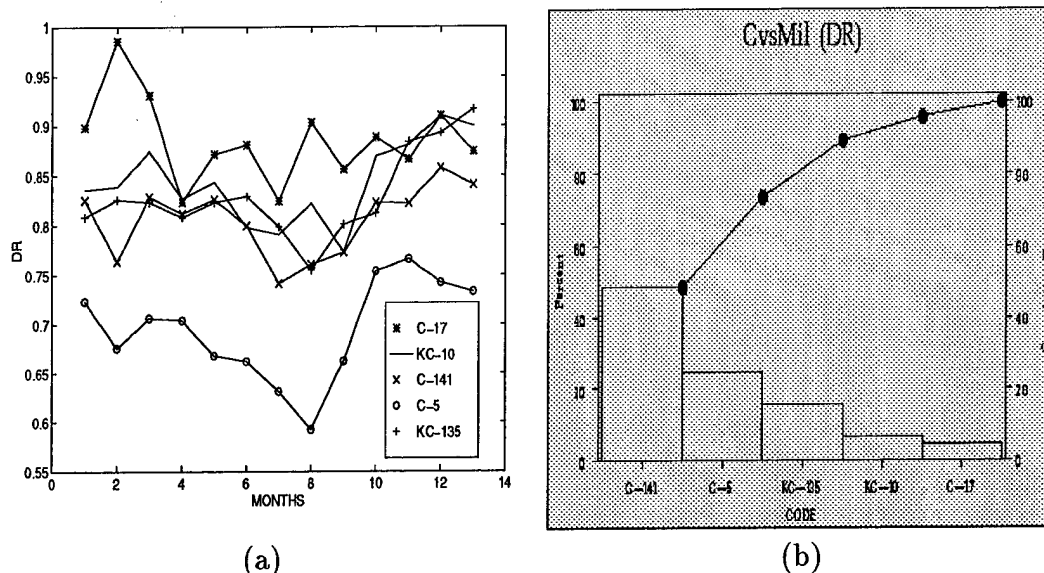 1
0.95
0.9
0.85
0.8
0.75
0.7
0.65
0.6
0.55
DR
0 2 4 6 8 10 12 14
MONTHS
C-17
KC-10
C-141
C-5
KC-135
(a)
CvsMil (DR)
100
80
60
40
20
0
Percent
100
80
60
40
20
0
C-141 C-5 KC-135 KC-10 C-17
CODE
(b)